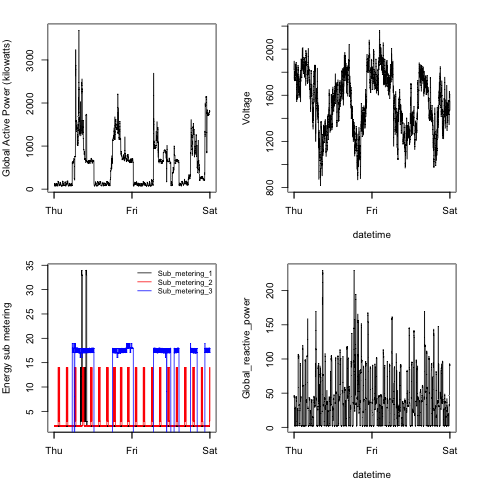 Global Active Power (kilowatts)
0
1000
2000
3000
Thu
Fri
Sat
Voltage
800
1200
1600
2000
Thu
Fri
Sat
datetime
Energy sub metering
5
10
15
20
25
30
35
Sub_metering_1
Sub_metering_2
Sub_metering_3
Thu
Fri
Sat
Global_reactive_power
0
50
100
150
200
Thu
Fri
Sat
datetime